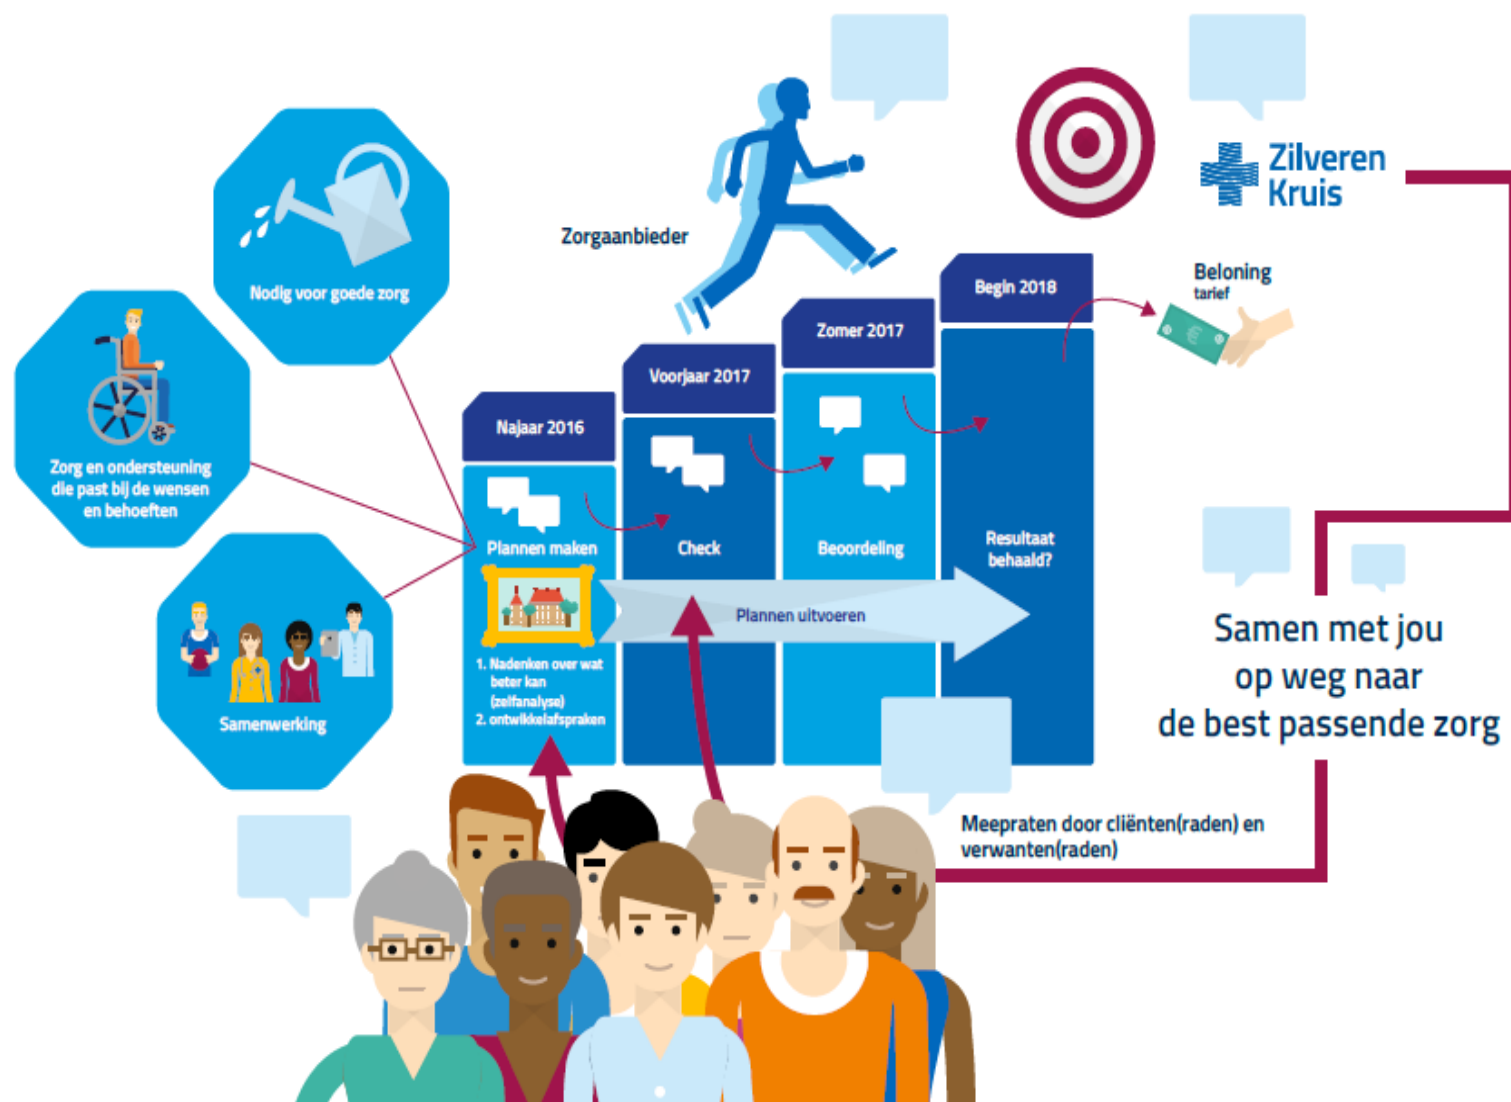 Zilveren
Kruis
Zorgaanbieder
Nodig voor goede zorg
Beloning
tarief
Begin 2018
Zomer 2017
Voorjaar 2017
Najaar 2016
Zorg en ondersteuning
die past bij de wensen
en behoeften
Plannen maken
Check
Beoordeling
Resultaat
behaald?
Plannen uitvoeren
1. Nadenken over wat
beter kan
(zelfanalyse)
2. ontwikkelafspraken
Samenwerking
Samen met jou
op weg naar
de best passende zorg
Meepraten door cliënten(raden) en
verwanten(raden)